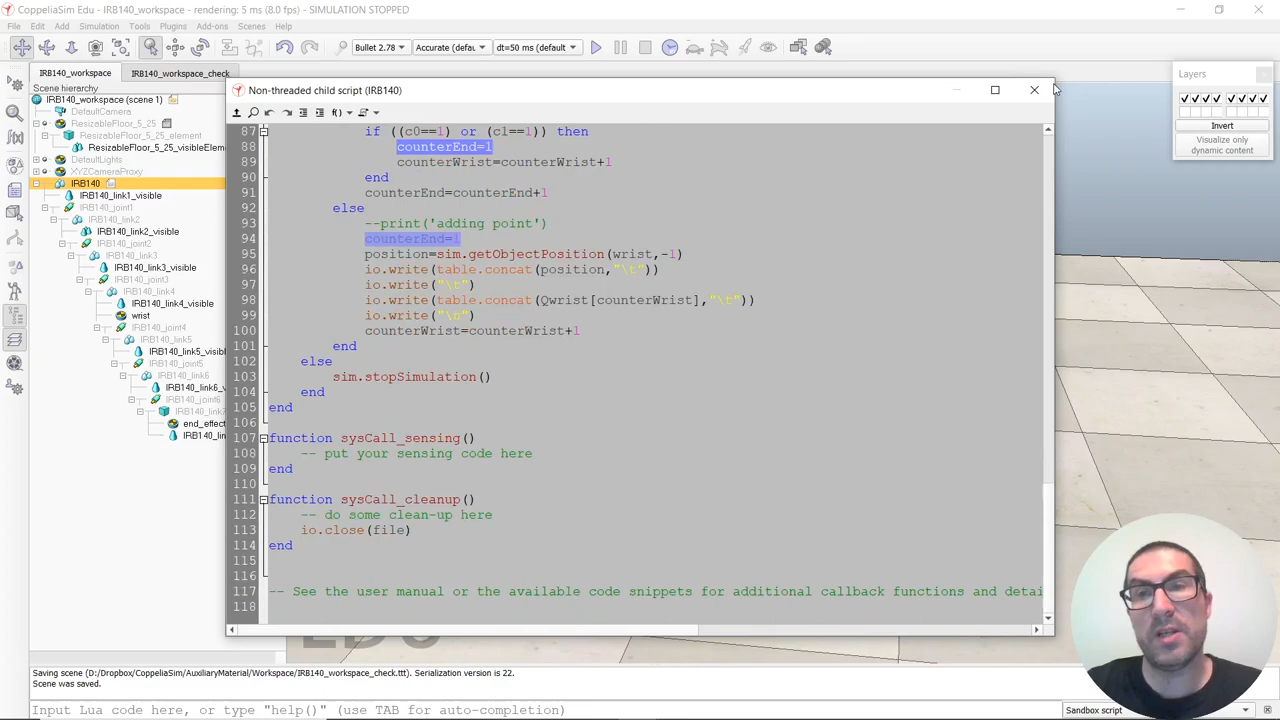 CoppeliaSim Edu - IRB140_workspace - rendering: 5 ms (8.0 fps) - SIMULATION STOPPED
File Edit Add Simulation Tools Plugins Add-ons Scenes Help
Bullet 2.78 Accurate (defau dt=50 ms (default)
IRB140_workspace IRB140_workspace_check
Scene hierarchy
IRB140_workspace (scene 1)
DefaultCamera
ResizableFloor_5_25
ResizableFloor_5_25_element
ResizableFloor_5_25_visibleElem
DefaultLights
XYZCameraProxy
IRB140
IRB140_link1_visible
IRB140_joint1
IRB140_link2
IRB140_link2_visible
IRB140_joint2
IRB140_link3
IRB140_link3_visible
IRB140_joint3
IRB140_link4
IRB140_link4_visible
wrist
IRB140_joint4
IRB140_link5
IRB140_link5_visib
IRB140_joint5
IRB140_link6
IRB140_link6_v
IRB140_joint6
IRB140_link7
end_effect
IRB140_lin
Non-threaded child script (IRB140)
f()
87 if ((c0==1) or (c1==1)) then
88 counterEnd=1
89 counterWrist=counterWrist+1
90 end
91 counterEnd=counterEnd+1
92 else
93 --print('adding point')
94 counterEnd=1
95 position=sim.getObjectPosition(wrist,-1)
96 io.write(table.concat(position,"\t"))
97 io.write("\t")
98 io.write(table.concat(Qwrist[counterWrist],"\t"))
99 io.write("\n")
100 counterWrist=counterWrist+1
101 end
102 else
103 sim.stopSimulation()
104 end
105 end
106
107 function sysCall_sensing()
108 -- put your sensing code here
109 end
110
111 function sysCall_cleanup()
112 -- do some clean-up here
113 io.close(file)
114 end
115
116
117 -- See the user manual or the available code snippets for additional callback functions and detai
118
Layers
Invert
Visualize only
dynamic content
EDU
Saving scene (D:/Dropbox/CoppeliaSim/AuxiliaryMaterial/Workspace/IRB140_workspace_check.ttt). Serialization version is 22.
Scene was saved.
Input Lua code here, or type "help()" (use TAB for auto-completion)
Sandbox script